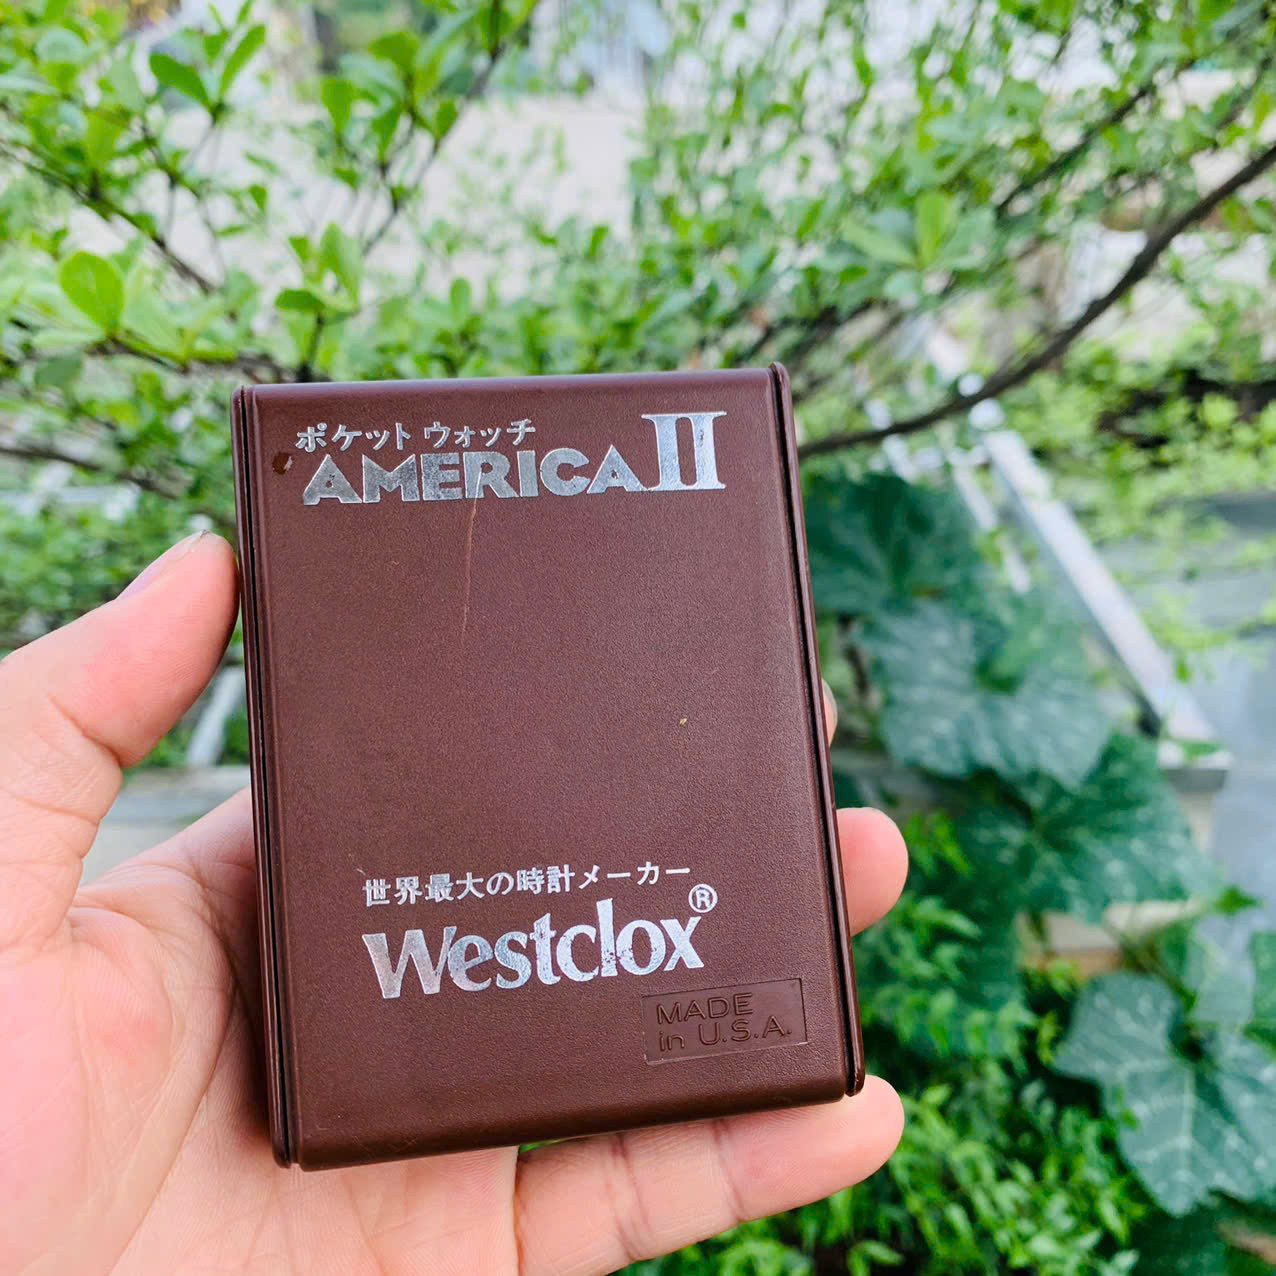 ポケット ウォッチ
AMERICA II
世界最大の時計メーカー
Westclox®
MADE
in U.S.A.